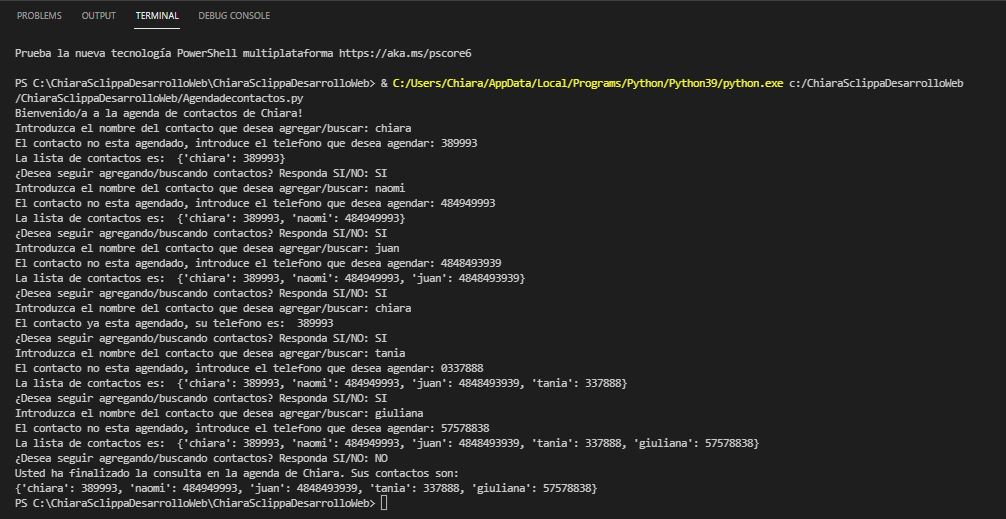 PROBLEMS OUTPUT TERMINAL DEBUG CONSOLE
Prueba la nueva tecnología PowerShell multiplataforma https://aka.ms/pscore6
PS C:\ChiaraSclippaDesarrolloWeb\ChiaraSclippaDesarrolloWeb> & C:/Users/Chiara/AppData/Local/Programs/Python/Python39/python.exe c:/ChiaraSclippaDesarrolloWeb
/ChiaraSclippaDesarrolloWeb/Agendadecontactos.py
Bienvenido/a a la agenda de contactos de Chiara!
Introduzca el nombre del contacto que desea agregar/buscar: chiara
El contacto no esta agendado, introduce el telefono que desea agendar: 389993
La lista de contactos es:  {'chiara': 389993}
¿Desea seguir agregando/buscando contactos? Responda SI/NO: SI
Introduzca el nombre del contacto que desea agregar/buscar: naomi
El contacto no esta agendado, introduce el telefono que desea agendar: 484949993
La lista de contactos es:  {'chiara': 389993, 'naomi': 484949993}
¿Desea seguir agregando/buscando contactos? Responda SI/NO: SI
Introduzca el nombre del contacto que desea agregar/buscar: juan
El contacto no esta agendado, introduce el telefono que desea agendar: 4848493939
La lista de contactos es:  {'chiara': 389993, 'naomi': 484949993, 'juan': 4848493939}
¿Desea seguir agregando/buscando contactos? Responda SI/NO: SI
Introduzca el nombre del contacto que desea agregar/buscar: chiara
El contacto ya esta agendado, su telefono es:  389993
¿Desea seguir agregando/buscando contactos? Responda SI/NO: SI
Introduzca el nombre del contacto que desea agregar/buscar: tania
El contacto no esta agendado, introduce el telefono que desea agendar: 0337888
La lista de contactos es:  {'chiara': 389993, 'naomi': 484949993, 'juan': 4848493939, 'tania': 337888}
¿Desea seguir agregando/buscando contactos? Responda SI/NO: SI
Introduzca el nombre del contacto que desea agregar/buscar: giuliana
El contacto no esta agendado, introduce el telefono que desea agendar: 57578838
La lista de contactos es:  {'chiara': 389993, 'naomi': 484949993, 'juan': 4848493939, 'tania': 337888, 'giuliana': 57578838}
¿Desea seguir agregando/buscando contactos? Responda SI/NO: NO
Usted ha finalizado la consulta en la agenda de Chiara. Sus contactos son:
{'chiara': 389993, 'naomi': 484949993, 'juan': 4848493939, 'tania': 337888, 'giuliana': 57578838}
PS C:\ChiaraSclippaDesarrolloWeb\ChiaraSclippaDesarrolloWeb>